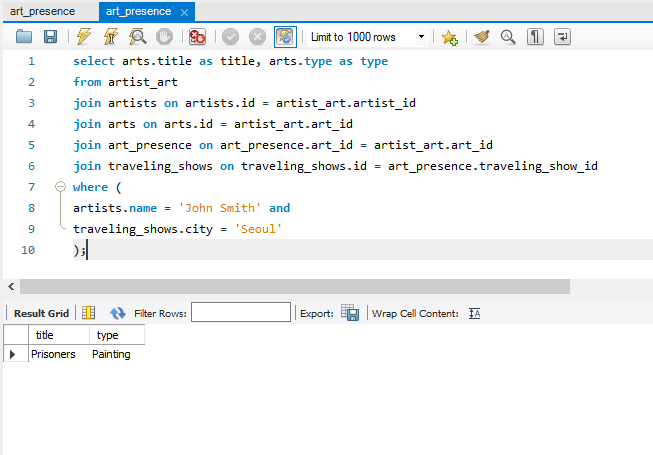 art_presence art_presence
Limit to 1000 rows
1 select arts.title as title, arts.type as type
2 from artist_art
3 join artists on artists.id = artist_art.artist_id
4 join arts on arts.id = artist_art.art_id
5 join art_presence on art_presence.art_id = artist_art.art_id
6 join traveling_shows on traveling_shows.id = art_presence.traveling_show_id
7 where (
8 artists.name = 'John Smith' and
9 traveling_shows.city = 'Seoul'
10 );
Result Grid Filter Rows: Export: Wrap Cell Content: IA
title type
Prisoners Painting